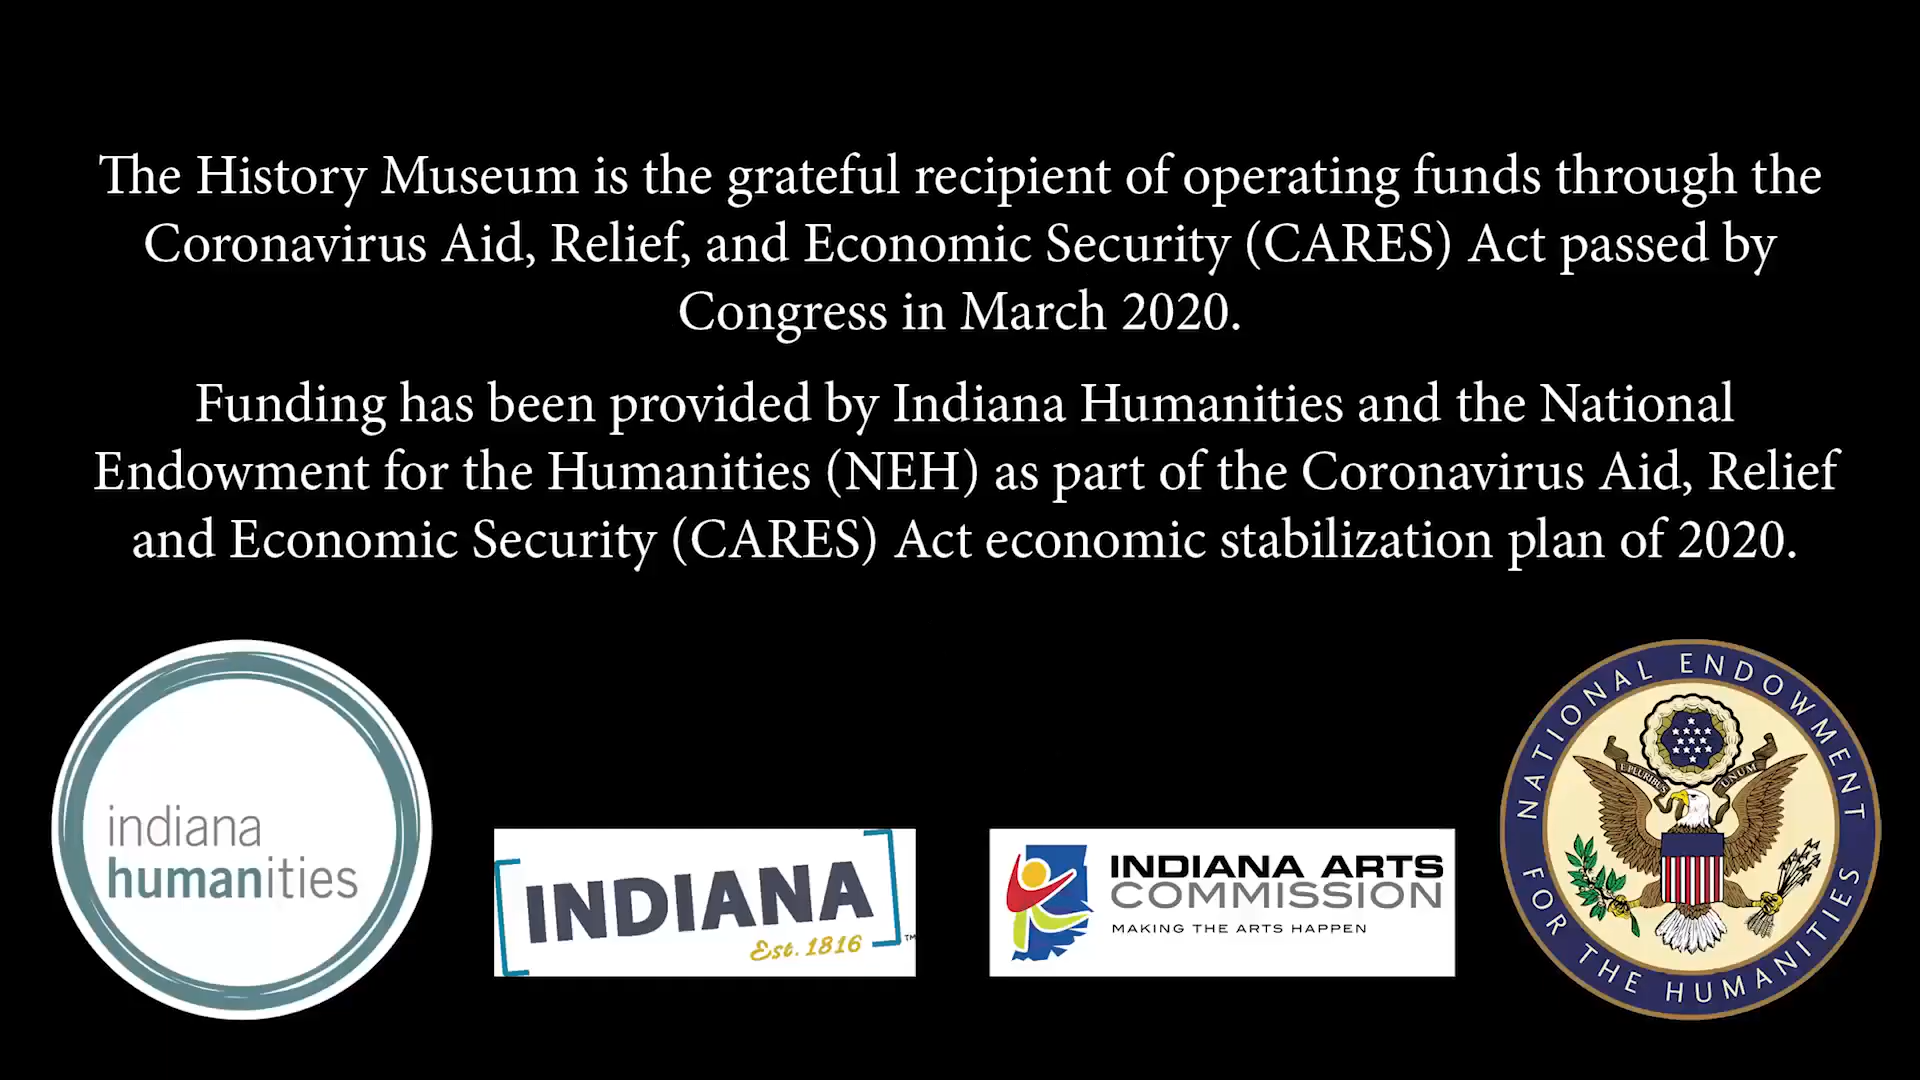 The History Museum is the grateful recipient of operating funds through the
Coronavirus Aid, Relief, and Economic Security (CARES) Act passed by
Congress in March 2020.
Funding has been provided by Indiana Humanities and the National
Endowment for the Humanities (NEH) as part of the Coronavirus Aid, Relief
and Economic Security (CARES) Act economic stabilization plan of 2020.
indiana
humanities
INDIANA
Est. 1816
™
INDIANA ARTS
COMMISSION
MAKING THE ARTS HAPPEN
NATIONAL ENDOWMENT
FOR THE HUMANITIES
E PLURIBUS UNUM